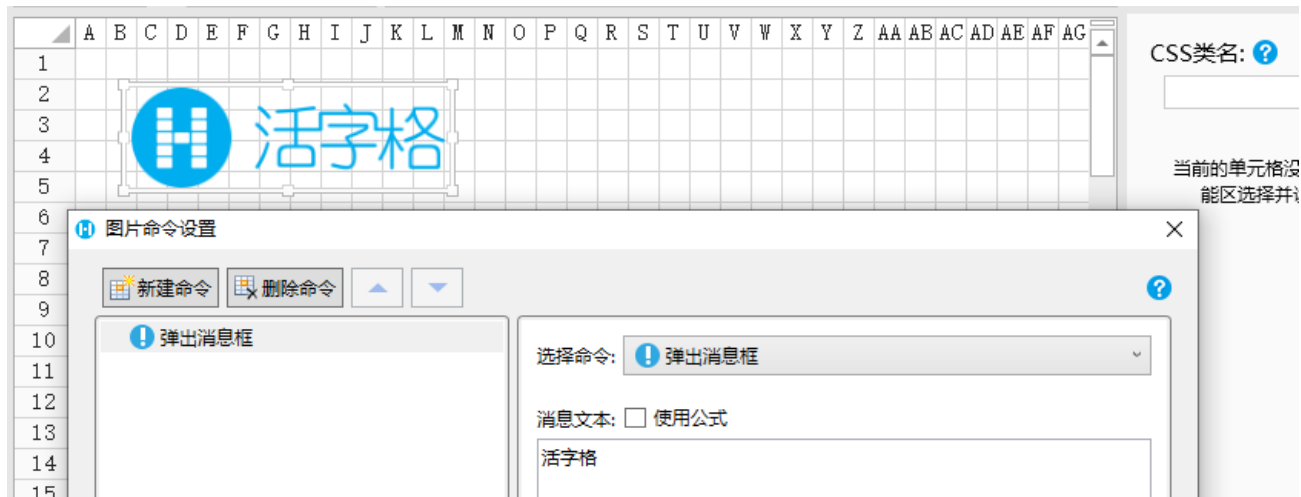 A B C D E F G H I J K L M N O P Q R S T U V W X Y Z AA AB AC AD AE AF AG
CSS类名: ?
1
2
3
4
5
6
7
8
9
10
11
12
13
14
15
活字格
当前的单元格没
能区选择并设
图片命令设置
新建命令 删除命令
?
弹出消息框
选择命令: 弹出消息框
消息文本: 使用公式
活字格